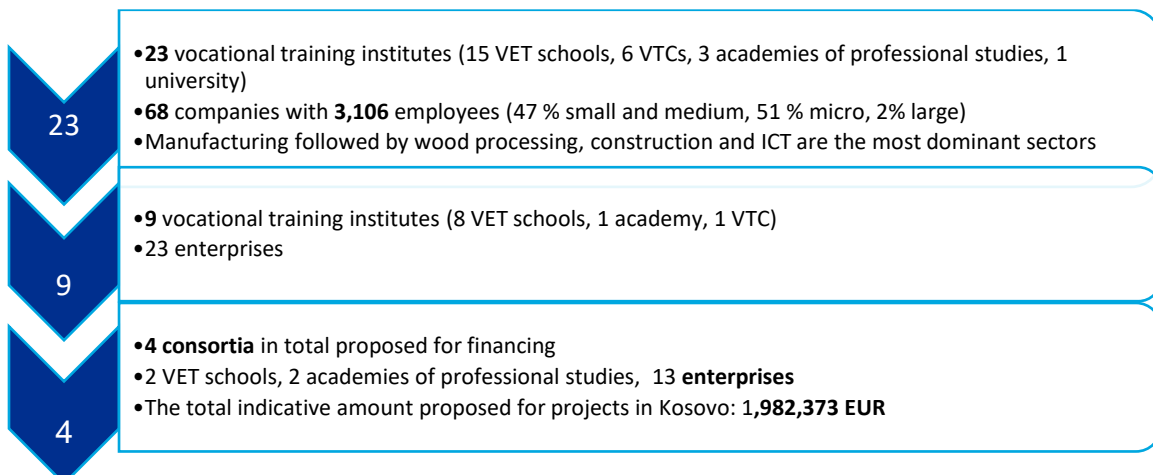 23
•23 vocational training institutes (15 VET schools, 6 VTCs, 3 academies of professional studies, 1
university)
•68 companies with 3,106 employees (47 % small and medium, 51 % micro, 2% large)
•Manufacturing followed by wood processing, construction and ICT are the most dominant sectors
9
•9 vocational training institutes (8 VET schools, 1 academy, 1 VTC)
•23 enterprises
4
•4 consortia in total proposed for financing
•2 VET schools, 2 academies of professional studies, 13 enterprises
•The total indicative amount proposed for projects in Kosovo: 1,982,373 EUR